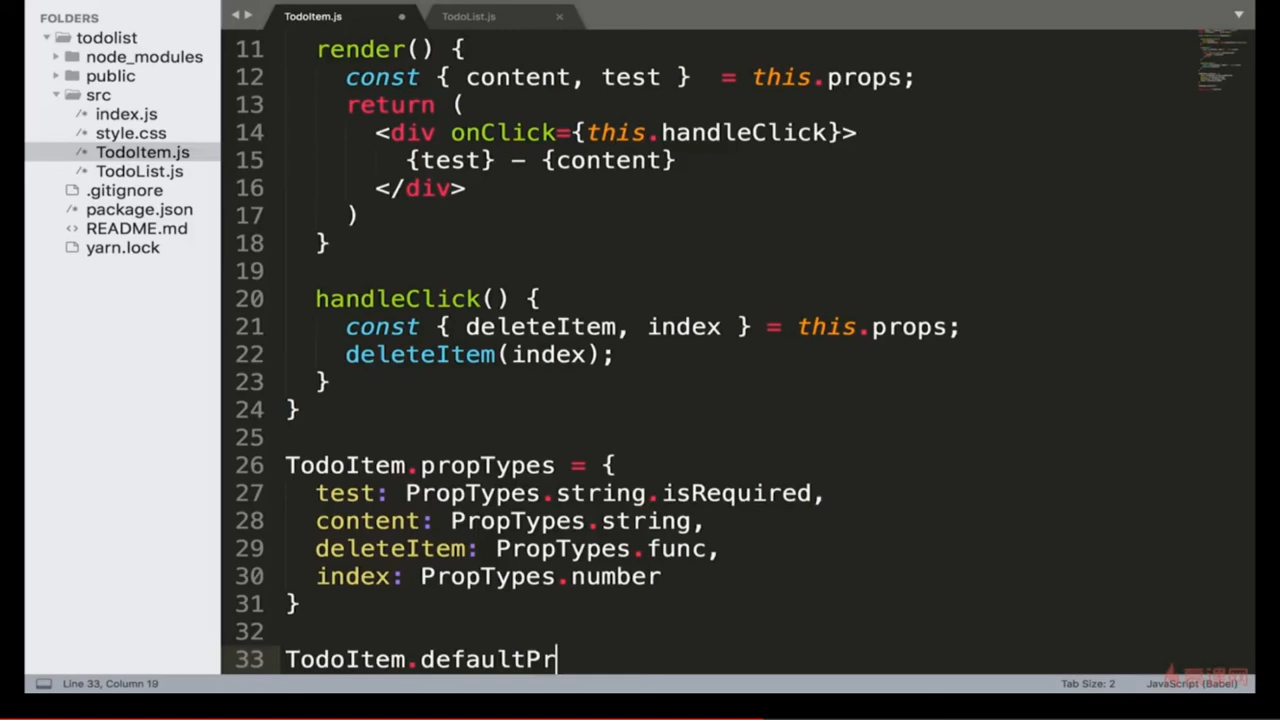 FOLDERS
todolist
node_modules
public
src
/* index.js
/* style.css
/* TodoItem.js
/* TodoList.js
.gitignore
/* package.json
<> README.md
yarn.lock
TodoItem.js
TodoList.js
11 render() {
12 const { content, test }  = this.props;
13 return (
14 <div onClick={this.handleClick}>
15 {test} - {content}
16 </div>
17 )
18 }
19
20 handleClick() {
21 const { deleteItem, index } = this.props;
22 deleteItem(index);
23 }
24 }
25
26 TodoItem.propTypes = {
27 test: PropTypes.string.isRequired,
28 content: PropTypes.string,
29 deleteItem: PropTypes.func,
30 index: PropTypes.number
31 }
32
33 TodoItem.defaultPr
Line 33, Column 19
Tab Size: 2
JavaScript (Babel)
慕课网